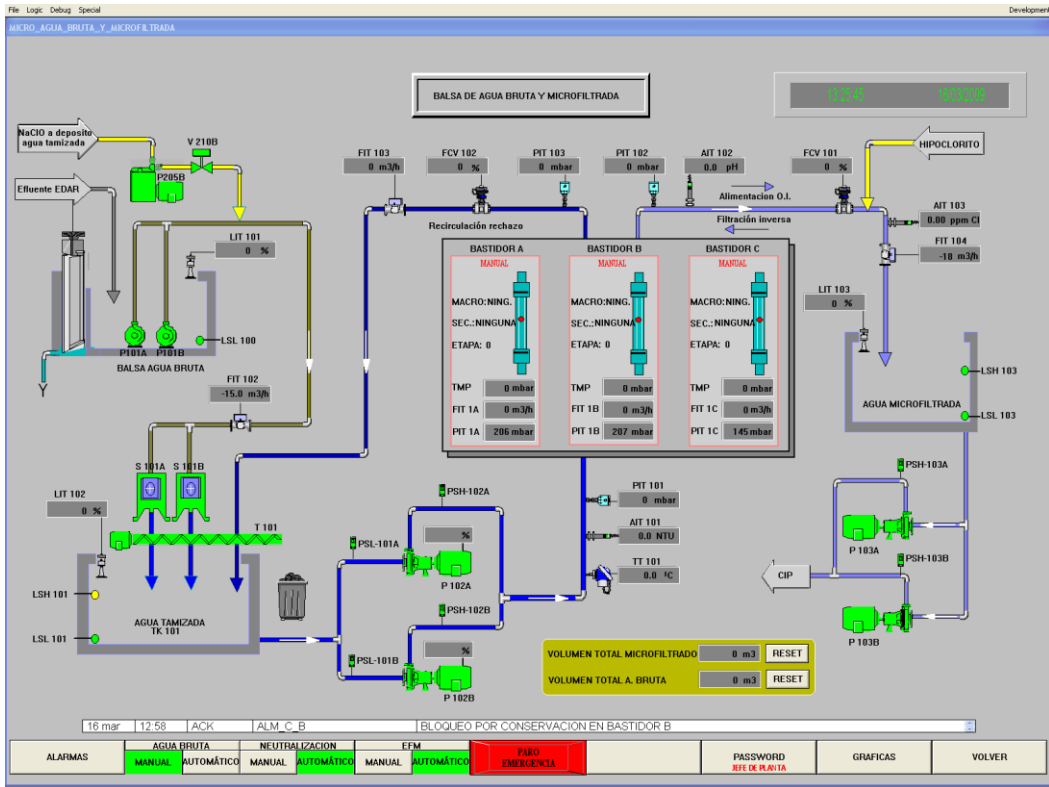 File Logic Debug Special
Development
MICRO_AGUA_BRUTA_Y_MICROFILTRADA
BALSA DE AGUA BRUTA Y MICROFILTRADA
13:25:45 16/03/2009
NaClO a deposito
agua tamizada
V 210B
P205B
Efluente EDAR
LIT 101
0 %
P101A P101B
LSL 100
BALSA AGUA BRUTA
FIT 102
-15.0 m3/h
FIT 103
0 m3/h
FCV 102
0 %
PIT 103
0 mbar
PIT 102
0 mbar
AIT 102
0.0 pH
FCV 101
0 %
HIPOCLORITO
Alimentacion O.I.
Filtración inversa
Recirculación rechazo
AIT 103
0.00 ppm Cl
FIT 104
-18 m3/h
BASTIDOR A
MANUAL
MACRO:NING.
SEC.:NINGUNA
ETAPA: 0
TMP 0 mbar
FIT 1A 0 m3/h
PIT 1A 206 mbar
BASTIDOR B
MANUAL
MACRO:NING.
SEC.:NINGUNA
ETAPA: 0
TMP 0 mbar
FIT 1B 0 m3/h
PIT 1B 207 mbar
BASTIDOR C
MANUAL
MACRO:NING.
SEC.:NINGUNA
ETAPA: 0
TMP 0 mbar
FIT 1C 0 m3/h
PIT 1C 145 mbar
LIT 103
0 %
LSH 103
AGUA MICROFILTRADA
LSL 103
S 101A S 101B
LIT 102
0 %
T 101
LSH 101
LSL 101
AGUA TAMIZADA
TK 101
PSH-102A
%
PSL-101A
P 102A
PSH-102B
%
PSL-101B
P 102B
PIT 101
0 mbar
AIT 101
0.0 NTU
TT 101
0.0 ºC
PSH-103A
P 103A
PSH-103B
P 103B
CIP
VOLUMEN TOTAL MICROFILTRADO 0 m3 RESET
VOLUMEN TOTAL A. BRUTA 0 m3 RESET
16 mar 12:58 ACK ALM_C_B BLOQUEO POR CONSERVACION EN BASTIDOR B
ALARMAS
AGUA BRUTA
MANUAL AUTOMÁTICO
NEUTRALIZACION
MANUAL AUTOMÁTICO
EFM
MANUAL AUTOMÁTICO
PARO
EMERGENCIA
PASSWORD
JEFE DE PLANTA
GRAFICAS
VOLVER